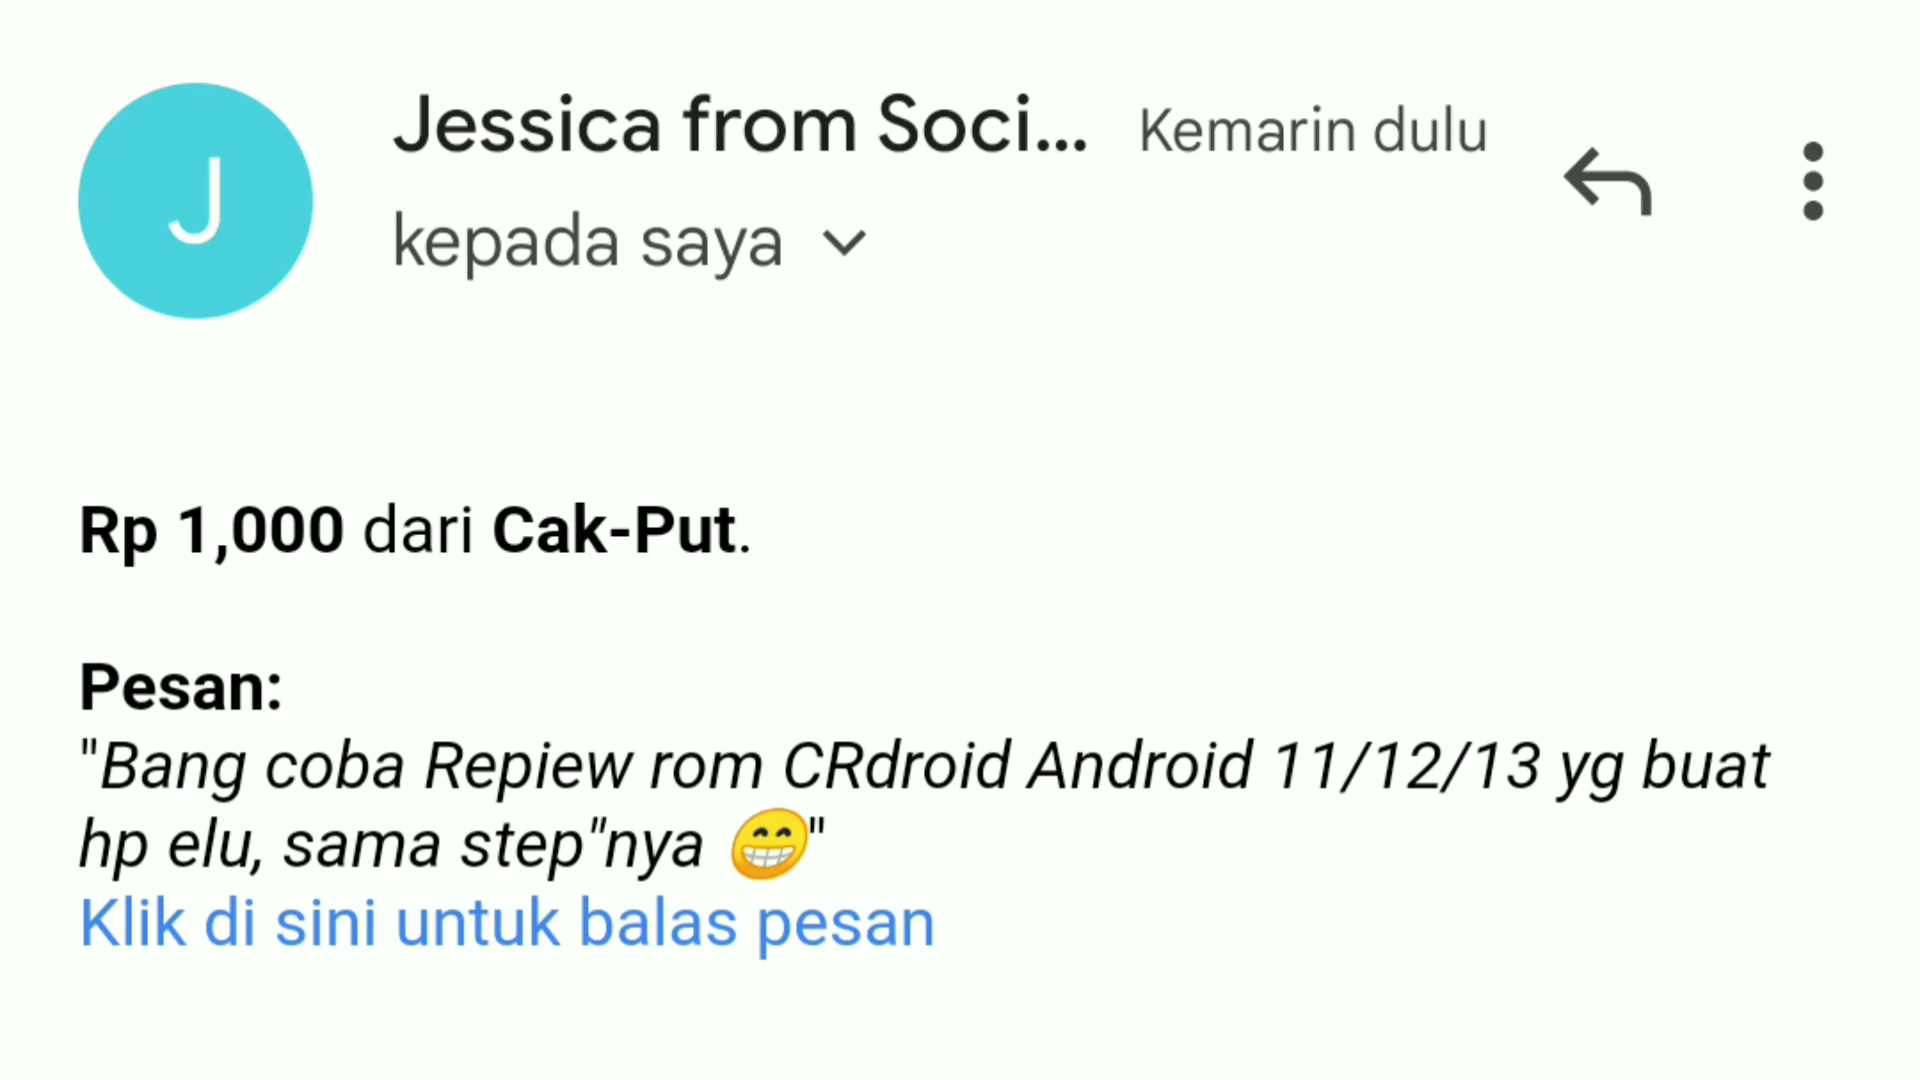 J
Jessica from Soci... Kemarin dulu
kepada saya
Rp 1,000 dari Cak-Put.
Pesan:
"Bang coba Repiew rom CRdroid Android 11/12/13 yg buat
hp elu, sama step"nya 😁"
Klik di sini untuk balas pesan